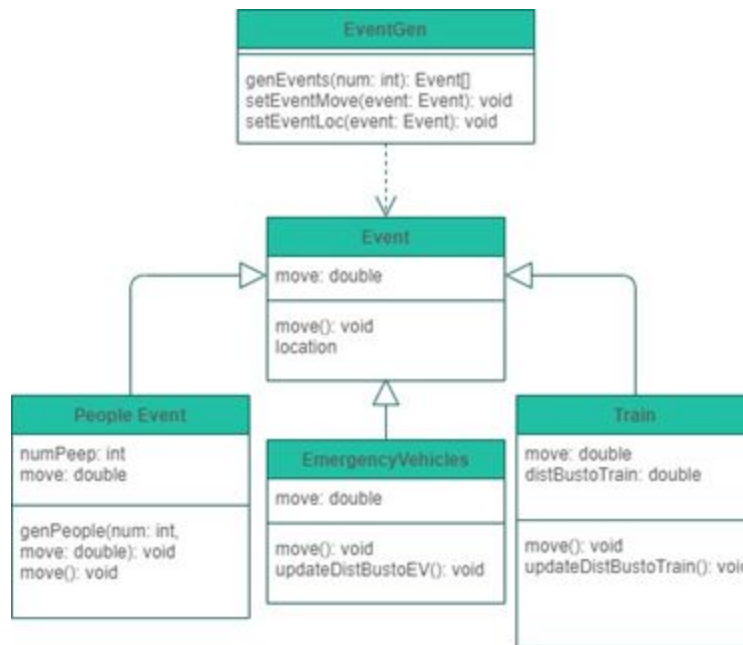 EventGen
genEvents(num: int): Event[]
setEventMove(event: Event): void
setEventLoc(event: Event): void
Event
move: double
move(): void
location
People Event
numPeep: int
move: double
genPeople(num: int,
move: double): void
move(): void
EmergencyVehicles
move: double
move(): void
updateDistBustoEV(): void
Train
move: double
distBustoTrain: double
move(): void
updateDistBustoTrain(): void